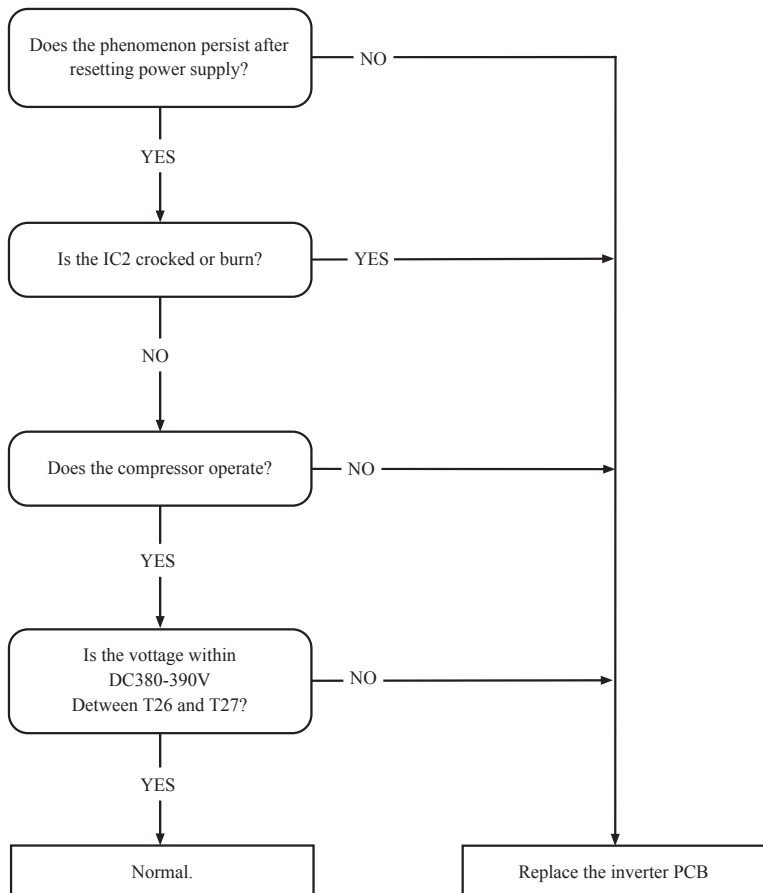 Does the phenomenon persist after
resetting power supply?
NO
YES
Is the IC2 crocked or burn?
YES
NO
Does the compressor operate?
NO
YES
Is the vottage within
DC380-390V
Detween T26 and T27?
NO
YES
Normal.
Replace the inverter PCB